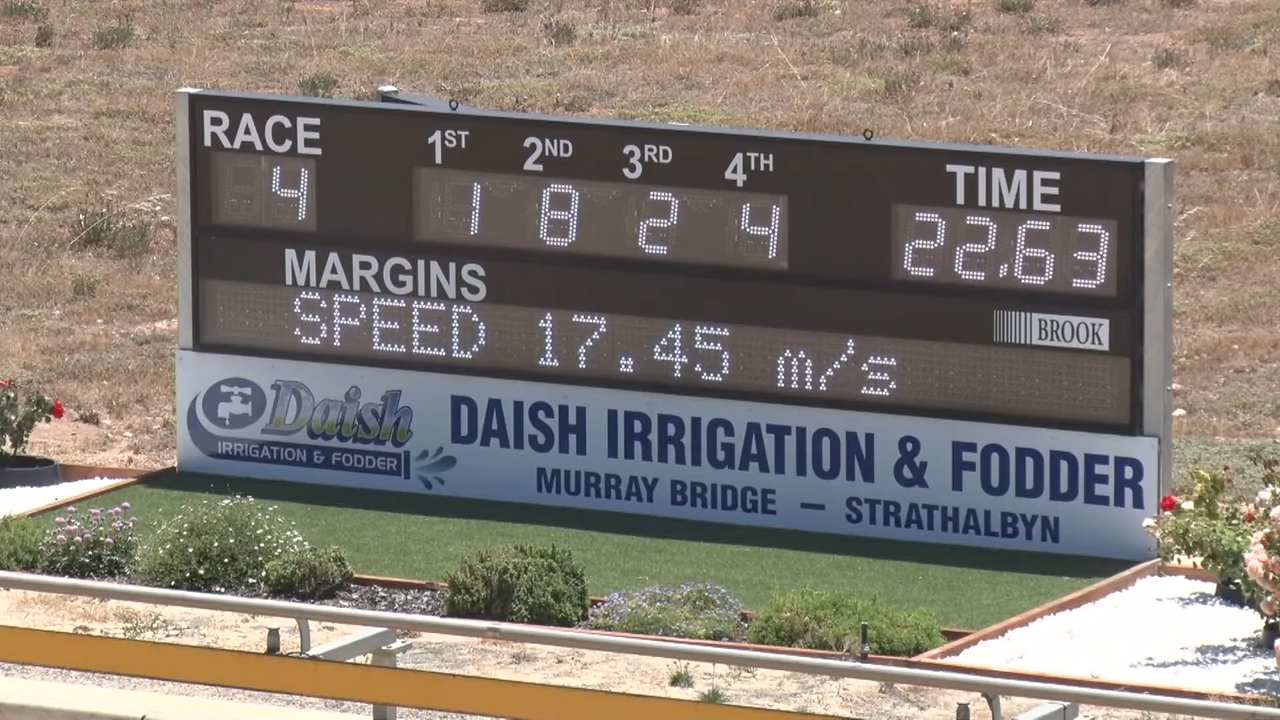 RACE 1ST 2ND 3RD 4TH TIME
4 1 8 2 4 22.63
MARGINS
BROOK
SPEED 17.45 m/s
Daish
IRRIGATION & FODDER
DAISH IRRIGATION & FODDER
MURRAY BRIDGE — STRATHALBYN